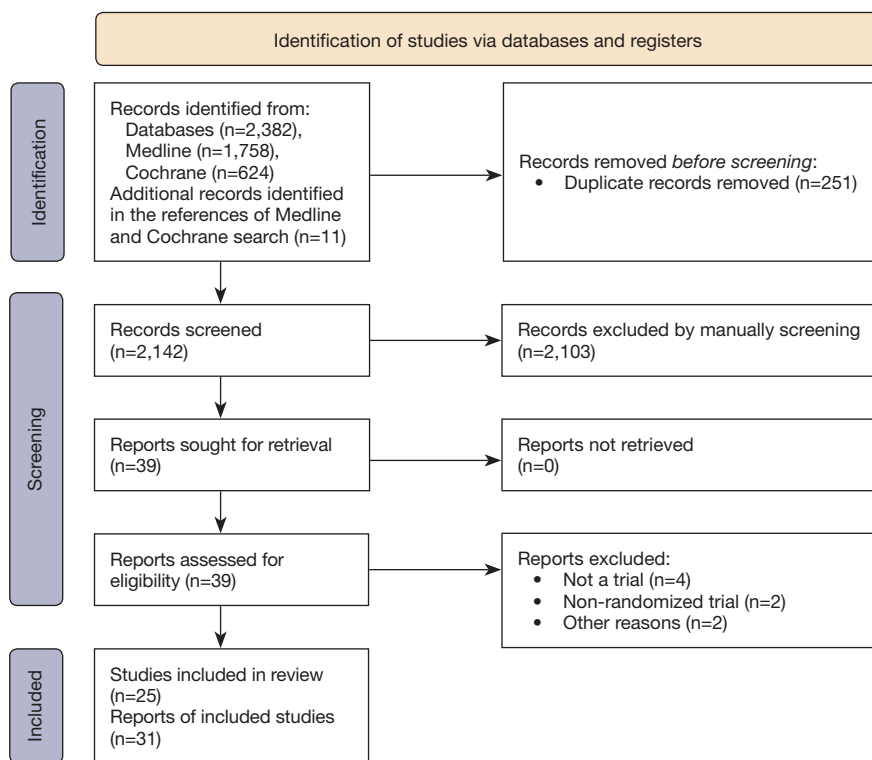 Identification of studies via databases and registers
Identification
Records identified from:
Databases (n=2,382),
Medline (n=1,758),
Cochrane (n=624)
Additional records identified
in the references of Medline
and Cochrane search (n=11)
Records removed before screening:
• Duplicate records removed (n=251)
Screening
Records screened
(n=2,142)
Records excluded by manually screening
(n=2,103)
Reports sought for retrieval
(n=39)
Reports not retrieved
(n=0)
Reports assessed for
eligibility (n=39)
Reports excluded:
• Not a trial (n=4)
• Non-randomized trial (n=2)
• Other reasons (n=2)
Included
Studies included in review
(n=25)
Reports of included studies
(n=31)